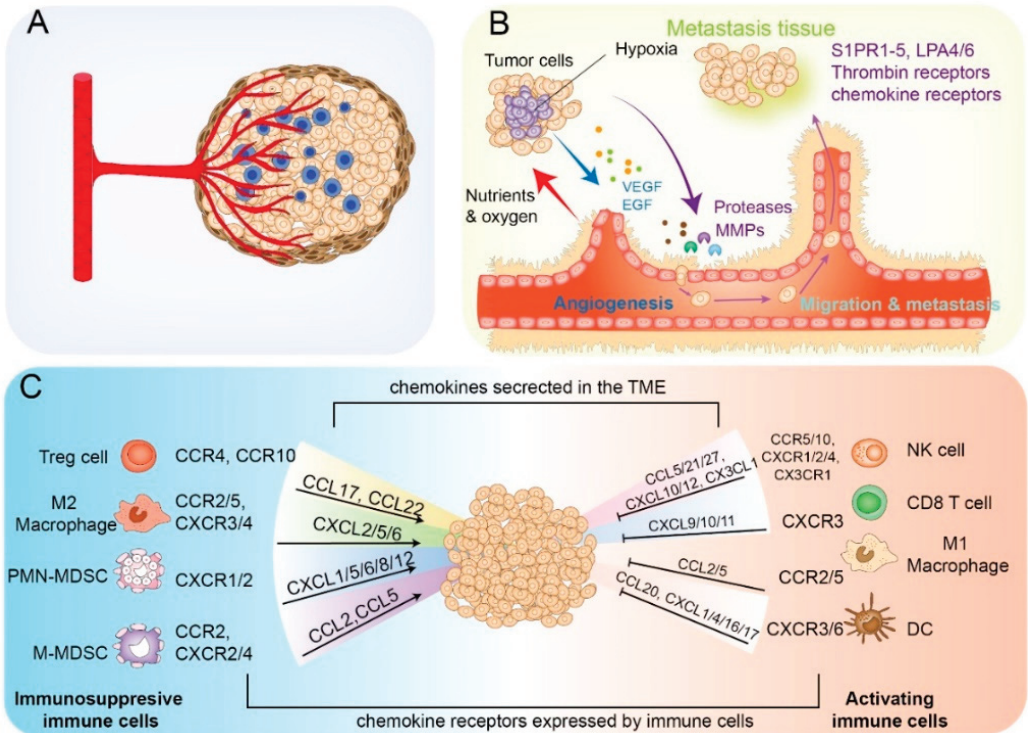 A
B
Metastasis tissue
Hypoxia
Tumor cells
S1PR1-5, LPA4/6
Thrombin receptors
chemokine receptors
Nutrients
& oxygen
VEGF
EGF
Proteases
MMPs
Angiogenesis
Migration & metastasis
C
chemokines secrected in the TME
Treg cell
CCR4, CCR10
M2
Macrophage
CCR2/5,
CXCR3/4
PMN-MDSC
CXCR1/2
M-MDSC
CCR2,
CXCR2/4
Immunosuppresive
immune cells
CCL17, CCL22
CXCL2/5/6
CXCL1/5/6/8/12
CCL2,CCL5
CCL5/21/27,
CXCL10/12, CX3CL1
CXCL9/10/11
CCL2/5
CCL20, CXCL1/4/16/17
CCR5/10,
CXCR1/2/4,
CX3CR1
NK cell
CXCR3
CD8 T cell
CCR2/5
M1
Macrophage
CXCR3/6
DC
Activating
immune cells
chemokine receptors expressed by immune cells